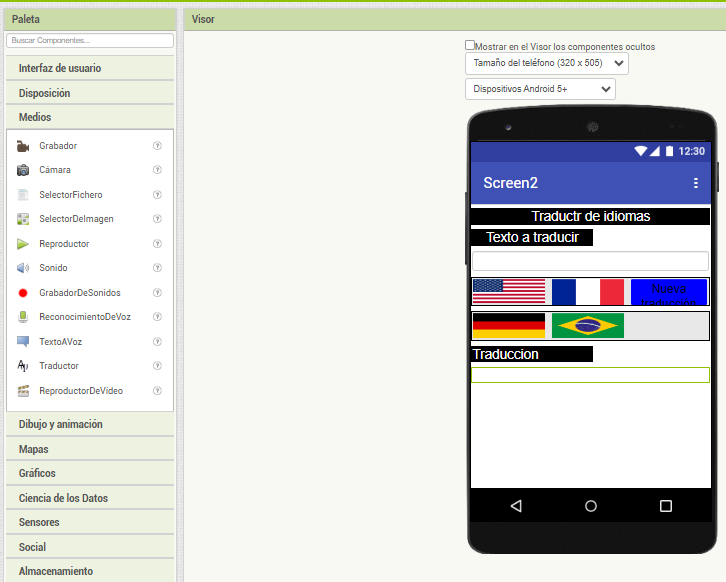 Paleta
Buscar Componentes...
Interfaz de usuario
Disposición
Medios
Grabador
Cámara
SelectorFichero
SelectorDeImagen
Reproductor
Sonido
GrabadorDeSonidos
ReconocimientoDeVoz
TextoAVoz
Traductor
ReproductorDeVídeo
Dibujo y animación
Mapas
Gráficos
Ciencia de los Datos
Sensores
Social
Almacenamiento
Visor
Mostrar en el Visor los componentes ocultos
Tamaño del teléfono (320 x 505)
Dispositivos Android 5+
12:30
Screen2
Traductr de idiomas
Texto a traducir
Nueva
traducción
Traduccion